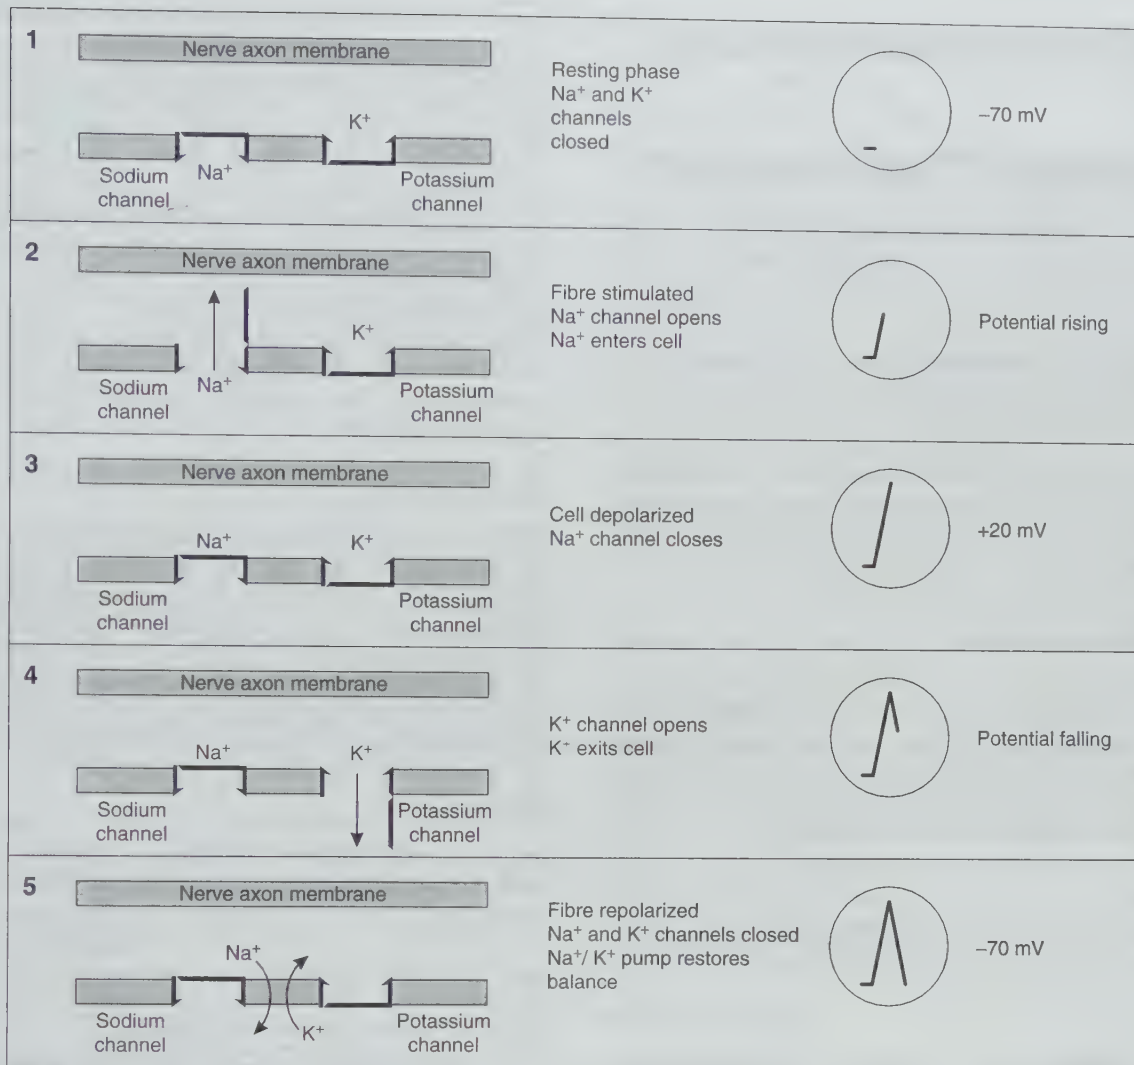 1
Nerve axon membrane
K⁺
Na⁺
Sodium
channel
Potassium
channel
Resting phase
Na⁺ and K⁺
channels
closed
–70 mV
2
Nerve axon membrane
K⁺
Na⁺
Sodium
channel
Potassium
channel
Fibre stimulated
Na⁺ channel opens
Na⁺ enters cell
Potential rising
3
Nerve axon membrane
Na⁺
K⁺
Sodium
channel
Potassium
channel
Cell depolarized
Na⁺ channel closes
+20 mV
4
Nerve axon membrane
Na⁺
K⁺
Sodium
channel
Potassium
channel
K⁺ channel opens
K⁺ exits cell
Potential falling
5
Nerve axon membrane
Na⁺
K⁺
Sodium
channel
Potassium
channel
Fibre repolarized
Na⁺ and K⁺ channels closed
Na⁺/ K⁺ pump restores
balance
–70 mV